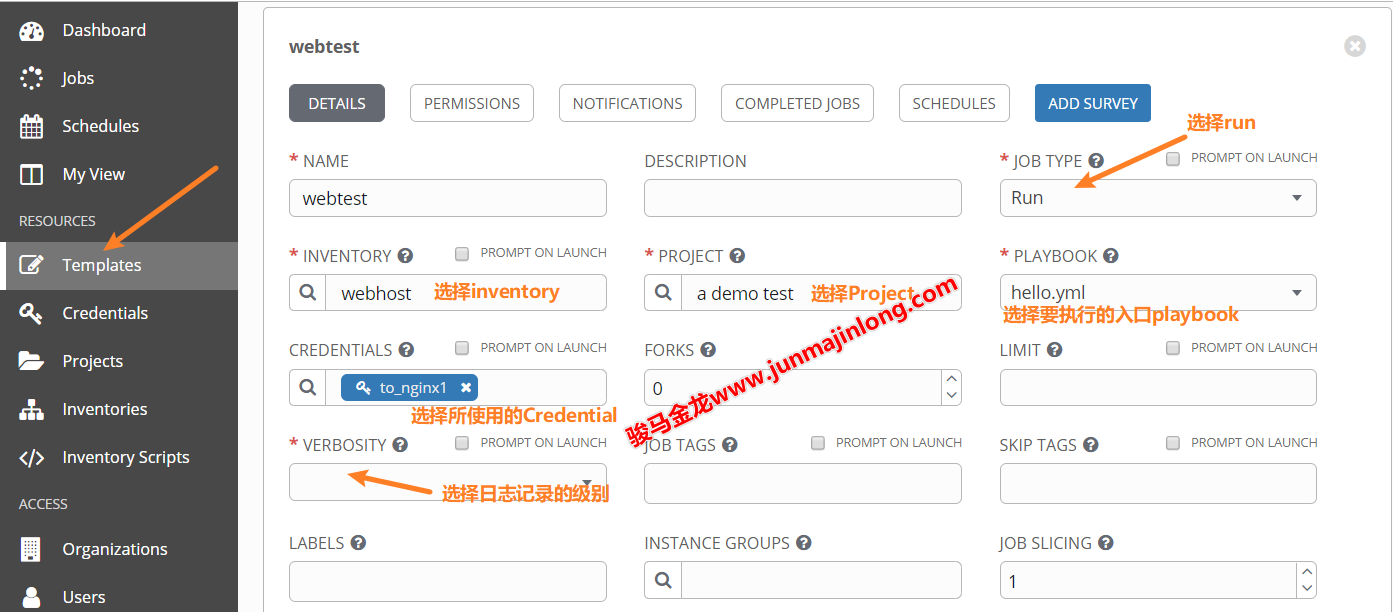 Dashboard
Jobs
Schedules
My View
RESOURCES
Templates
Credentials
Projects
Inventories
Inventory Scripts
ACCESS
Organizations
Users
webtest
DETAILS PERMISSIONS NOTIFICATIONS COMPLETED JOBS SCHEDULES ADD SURVEY
选择run
* NAME DESCRIPTION * JOB TYPE PROMPT ON LAUNCH
webtest Run
* INVENTORY PROMPT ON LAUNCH * PROJECT * PLAYBOOK
webhost 选择inventory a demo test 选择Project hello.yml
选择要执行的入口playbook
CREDENTIALS PROMPT ON LAUNCH FORKS LIMIT PROMPT ON LAUNCH
to_nginx1 0
选择所使用的Credential
骏马金龙www.junmajinlong.com
* VERBOSITY PROMPT ON LAUNCH JOB TAGS PROMPT ON LAUNCH SKIP TAGS PROMPT ON LAUNCH
选择日志记录的级别
LABELS INSTANCE GROUPS JOB SLICING
1